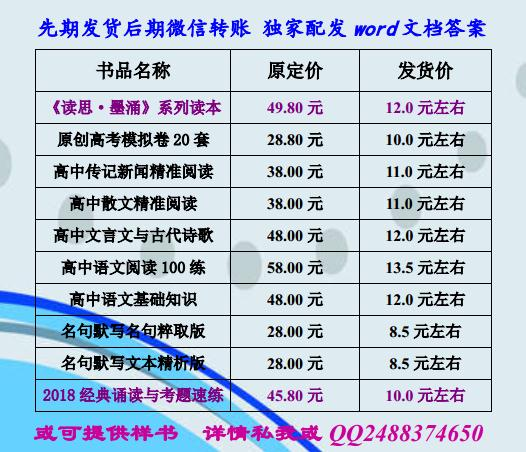 先期发货后期微信转账 独家配发 word 文档答案
书品名称 原定价 发货价
《读思·墨涌》系列读本 49.80 元 12.0 元左右
原创高考模拟卷 20 套 28.80 元 10.0 元左右
高中传记新闻精准阅读 38.00 元 11.0 元左右
高中散文精准阅读 38.00 元 11.0 元左右
高中文言文与古代诗歌 48.00 元 12.0 元左右
高中语文阅读 100 练 58.00 元 13.5 元左右
高中语文基础知识 48.00 元 12.0 元左右
名句默写名句粹取版 28.00 元 8.5 元左右
名句默写文本精析版 28.00 元 8.5 元左右
2018 经典诵读与考题速练 45.80 元 10.0 元左右
或可提供样书 详情私我或 QQ2488374650